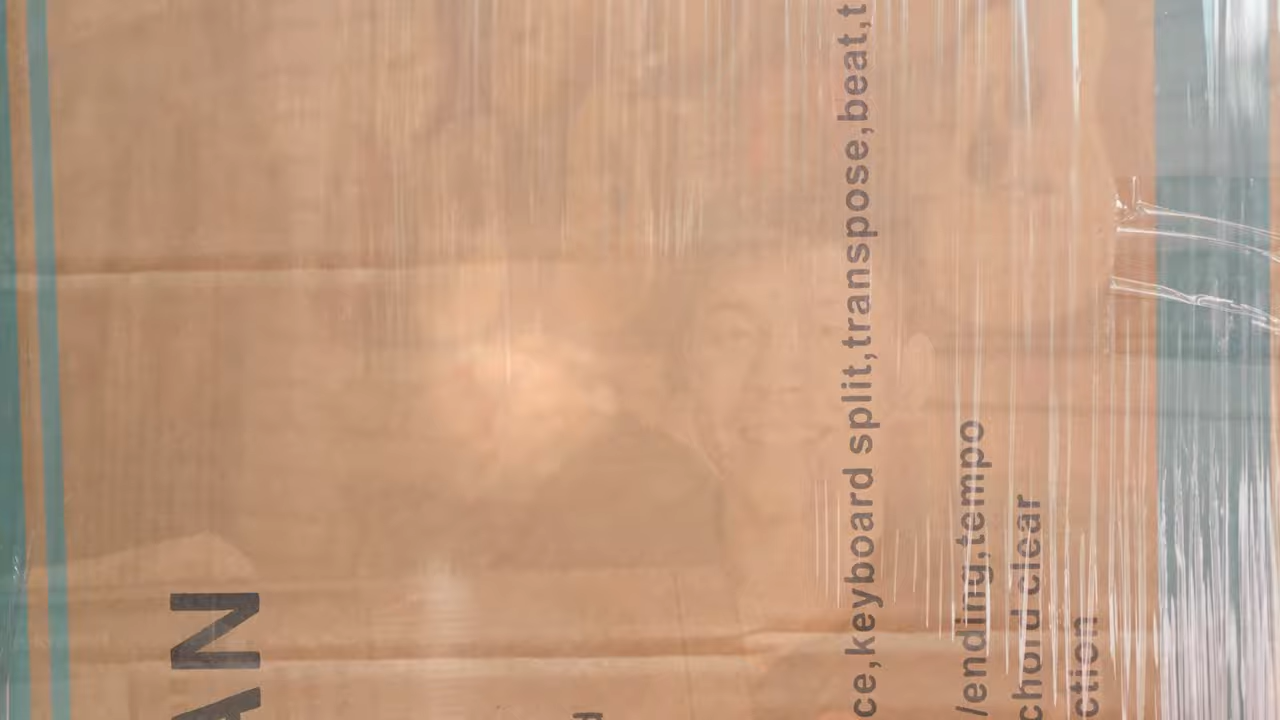 AN
d
ce,keyboard split,transpose,beat,t
/ending,tempo
chord clear
ction